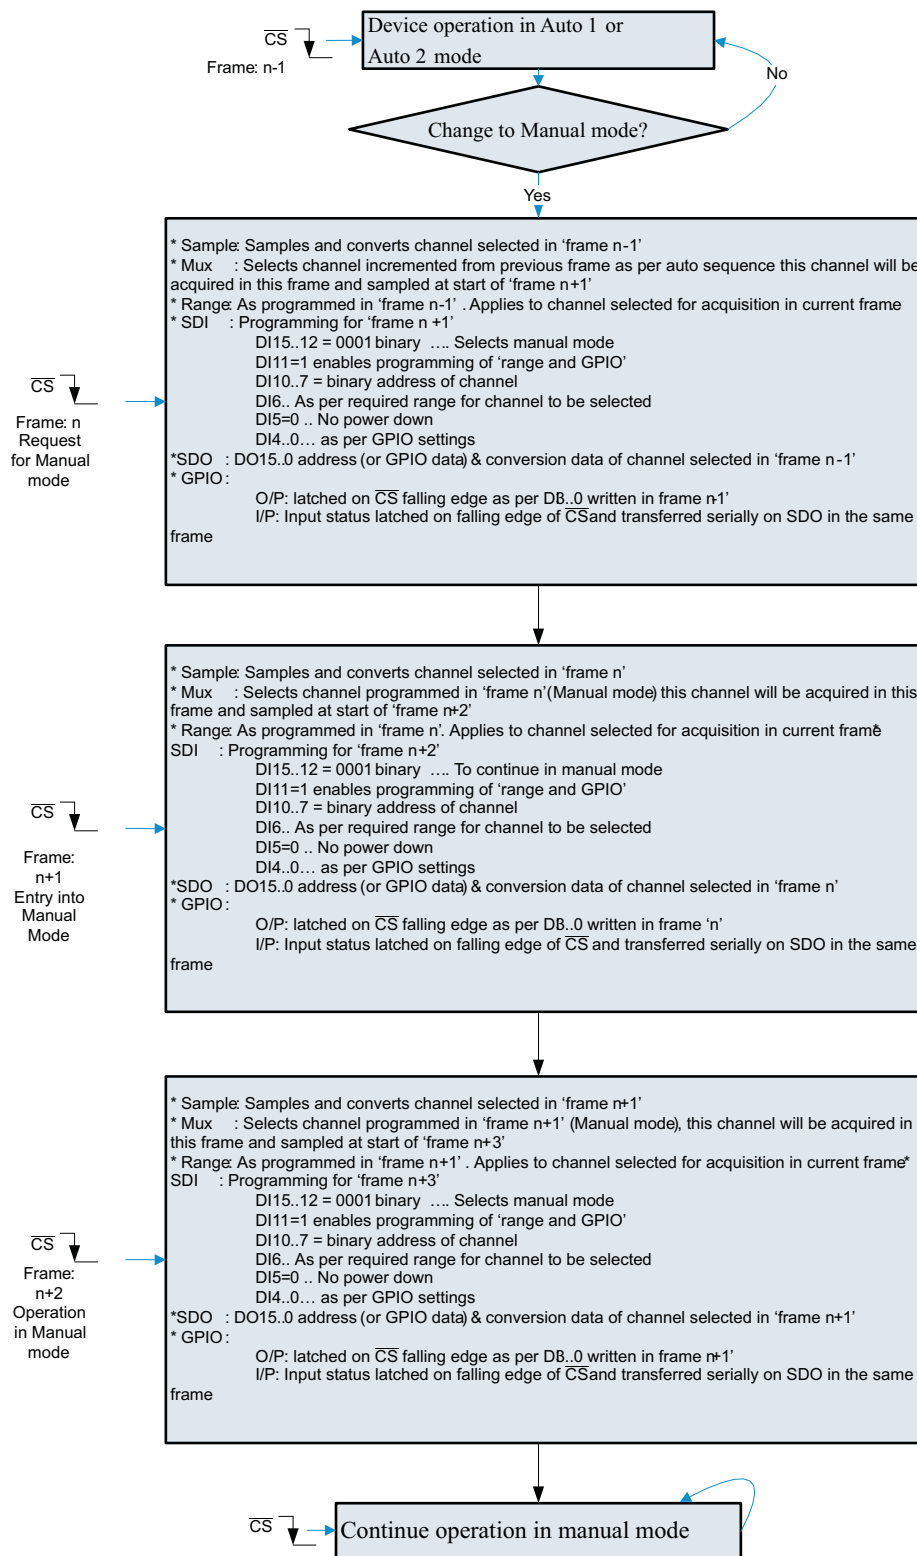 Device operation in Auto 1 or
Auto 2 mode
CS
Frame: n-1
No
Change to Manual mode?
Yes
* Sample: Samples and converts channel selected in ‘frame n-1’
* Mux : Selects channel incremented from previous frame as per auto sequence this channel will be
acquired in this frame and sampled at start of ‘frame n+1’
* Range: As programmed in ‘frame n-1’ . Applies to channel selected for acquisition in current frame
* SDI : Programming for ‘frame n +1’
DI15..12 = 0001 binary …. Selects manual mode
DI11=1 enables programming of ‘range and GPIO’
DI10..7 = binary address of channel
DI6.. As per required range for channel to be selected
DI5=0 .. No power down
DI4..0… as per GPIO settings
*SDO : DO15..0 address (or GPIO data) & conversion data of channel selected in ‘frame n-1’
* GPIO :
O/P: latched on CS falling edge as per DB..0 written in frame n-1’
I/P: Input status latched on falling edge of CS and transferred serially on SDO in the same
frame
CS
Frame: n
Request
for Manual
mode
* Sample: Samples and converts channel selected in ‘frame n’
* Mux : Selects channel programmed in ‘frame n’(Manual mode) this channel will be acquired in this
frame and sampled at start of ‘frame n+2’
* Range: As programmed in ‘frame n’. Applies to channel selected for acquisition in current frame*
SDI : Programming for ‘frame n+2’
DI15..12 = 0001 binary …. To continue in manual mode
DI11=1 enables programming of ‘range and GPIO’
DI10..7 = binary address of channel
DI6.. As per required range for channel to be selected
DI5=0 .. No power down
DI4..0… as per GPIO settings
*SDO : DO15..0 address (or GPIO data) & conversion data of channel selected in ‘frame n’
* GPIO :
O/P: latched on CS falling edge as per DB..0 written in frame ‘n’
I/P: Input status latched on falling edge of CS and transferred serially on SDO in the same
frame
CS
Frame:
n+1
Entry into
Manual
Mode
* Sample: Samples and converts channel selected in ‘frame n+1’
* Mux : Selects channel programmed in ‘frame n+1’ (Manual mode), this channel will be acquired in
this frame and sampled at start of ‘frame n+3’
* Range: As programmed in ‘frame n+1’ . Applies to channel selected for acquisition in current frame*
SDI : Programming for ‘frame n+3’
DI15..12 = 0001 binary …. Selects manual mode
DI11=1 enables programming of ‘range and GPIO’
DI10..7 = binary address of channel
DI6.. As per required range for channel to be selected
DI5=0 .. No power down
DI4..0… as per GPIO settings
*SDO : DO15..0 address (or GPIO data) & conversion data of channel selected in ‘frame n+1’
* GPIO :
O/P: latched on CS falling edge as per DB..0 written in frame n+1’
I/P: Input status latched on falling edge of CS and transferred serially on SDO in the same
frame
CS
Frame:
n+2
Operation
in Manual
mode
CS
Continue operation in manual mode